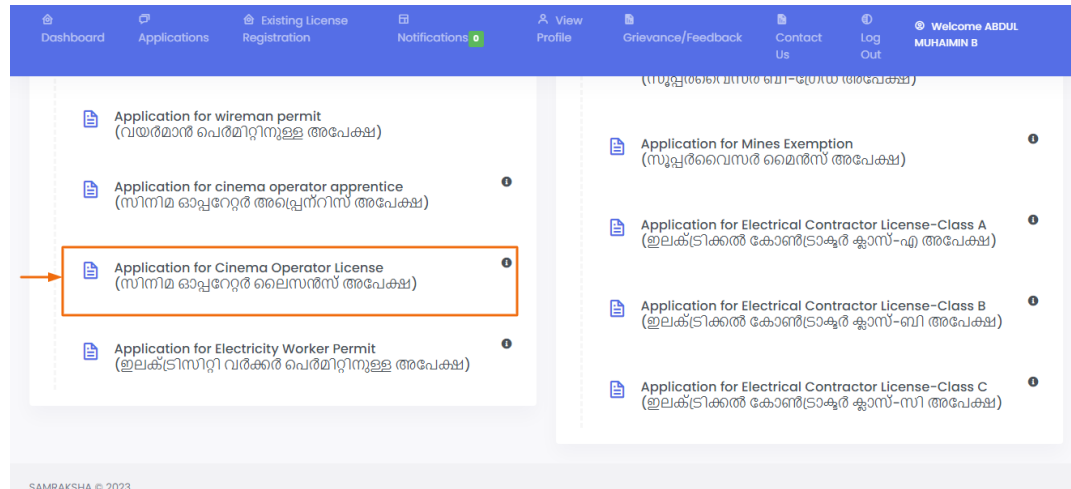 Dashboard
Applications
Existing License
Registration
Notifications 0
View
Profile
Grievance/Feedback
Contact
Us
Log
Out
Welcome ABDUL
MUHAIMIN B
Application for wireman permit
(വയർമാൻ പെർമിറ്റിനുള്ള അപേക്ഷ)
Application for cinema operator apprentice
(സിനിമ ഓപ്പറേറ്റർ അപ്രെന്റിസ് അപേക്ഷ)
Application for Cinema Operator License
(സിനിമ ഓപ്പറേറ്റർ ലൈസൻസ് അപേക്ഷ)
Application for Electricity Worker Permit
(ഇലക്ട്രിസിറ്റി വർക്കർ പെർമിറ്റിനുള്ള അപേക്ഷ)
(സൂപ്പർവൈസർ ബി-ഗ്രേഡ് അപേക്ഷ)
Application for Mines Exemption
(സൂപ്പർവൈസർ മൈൻസ് അപേക്ഷ)
Application for Electrical Contractor License-Class A
(ഇലക്ട്രിക്കൽ കോൺട്രാക്ടർ ക്ലാസ്-എ അപേക്ഷ)
Application for Electrical Contractor License-Class B
(ഇലക്ട്രിക്കൽ കോൺട്രാക്ടർ ക്ലാസ്-ബി അപേക്ഷ)
Application for Electrical Contractor License-Class C
(ഇലക്ട്രിക്കൽ കോൺട്രാക്ടർ ക്ലാസ്-സി അപേക്ഷ)
SAMRAKSHA © 2023